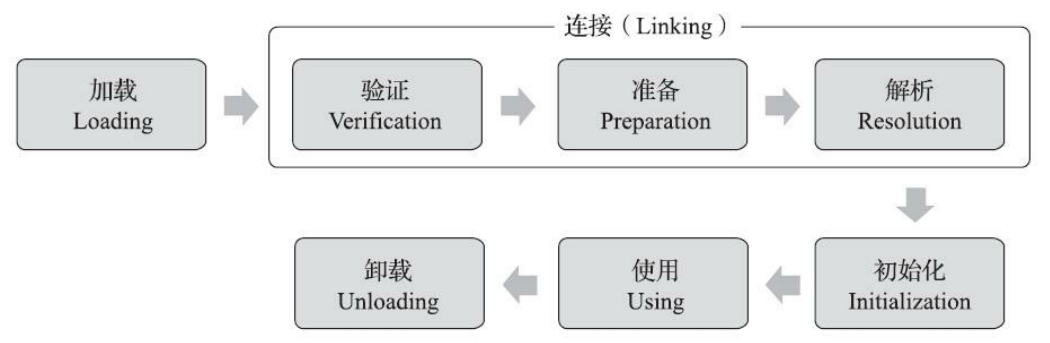 连接（Linking）
加载
Loading
验证
Verification
准备
Preparation
解析
Resolution
卸载
Unloading
使用
Using
初始化
Initialization